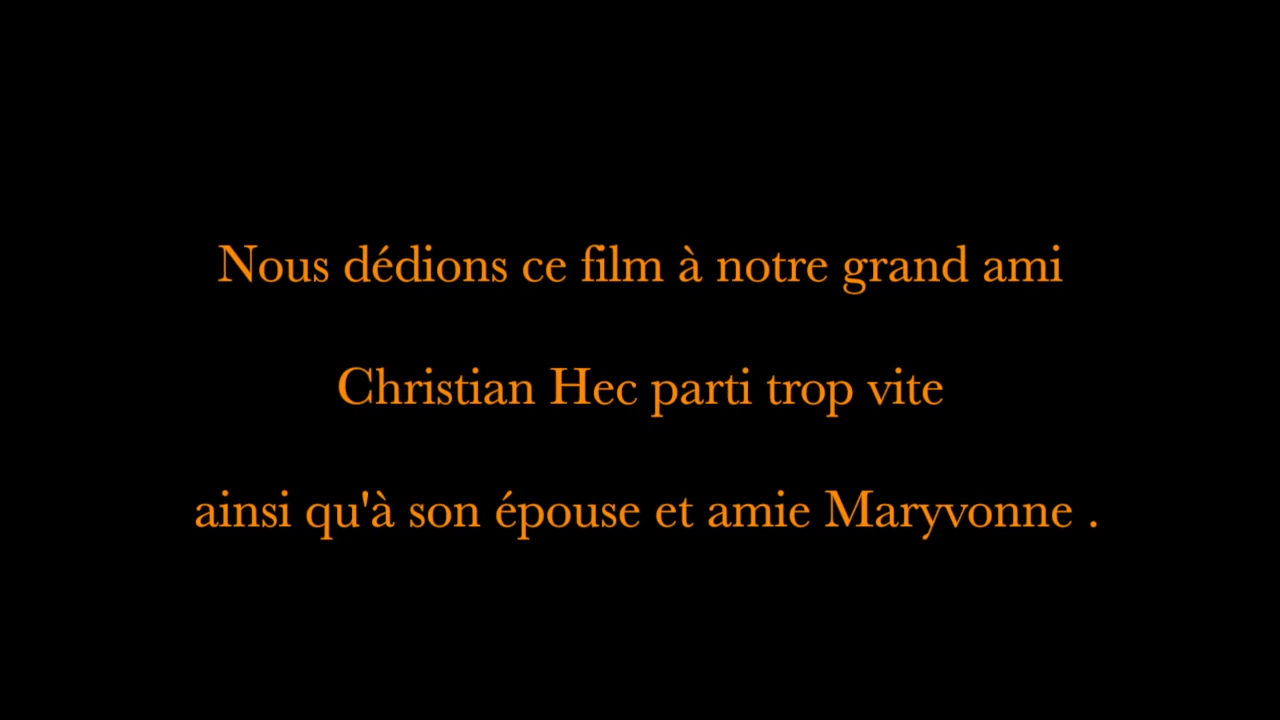 Nous dédions ce film à notre grand ami
Christian Hec parti trop vite
ainsi qu'à son épouse et amie Maryvonne .